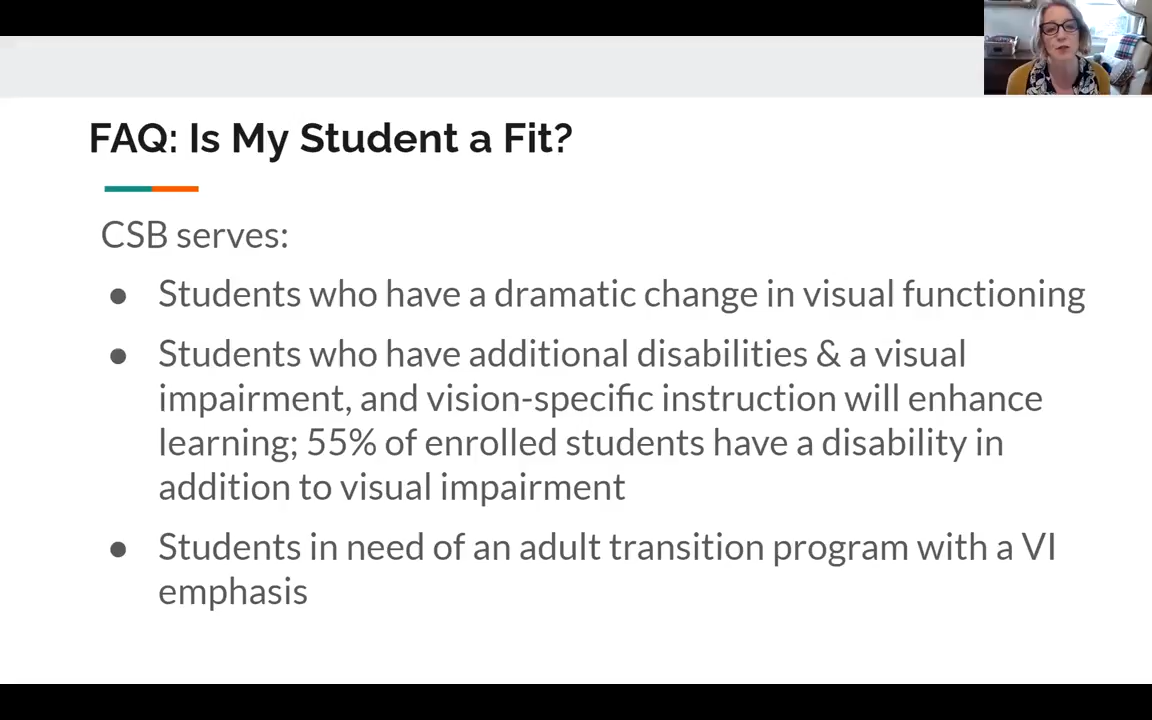 FAQ: Is My Student a Fit?
CSB serves:
● Students who have a dramatic change in visual functioning
● Students who have additional disabilities & a visual
impairment, and vision-specific instruction will enhance
learning; 55% of enrolled students have a disability in
addition to visual impairment
● Students in need of an adult transition program with a VI
emphasis